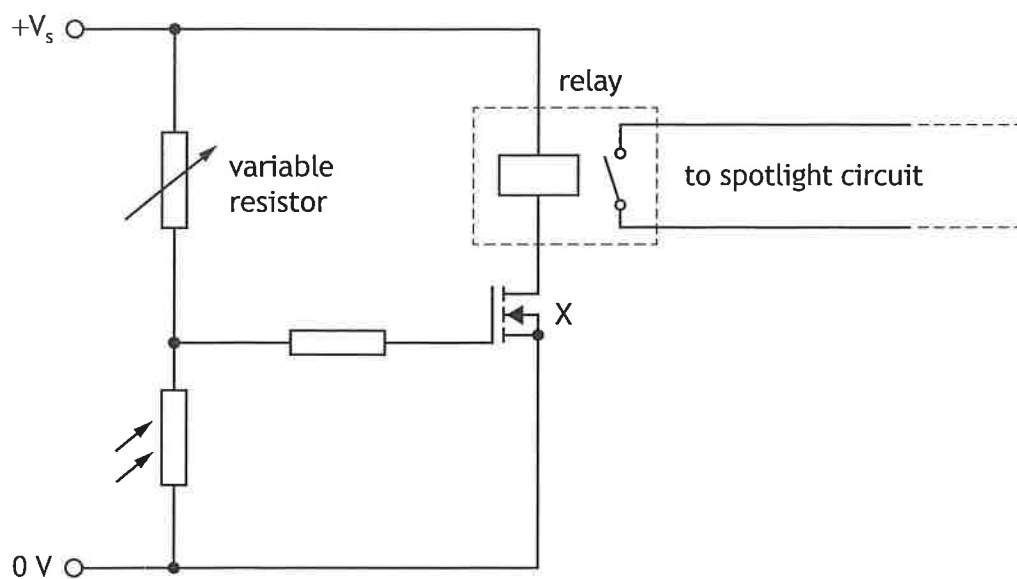 +Vs
relay
variable
resistor
to spotlight circuit
X
0 V